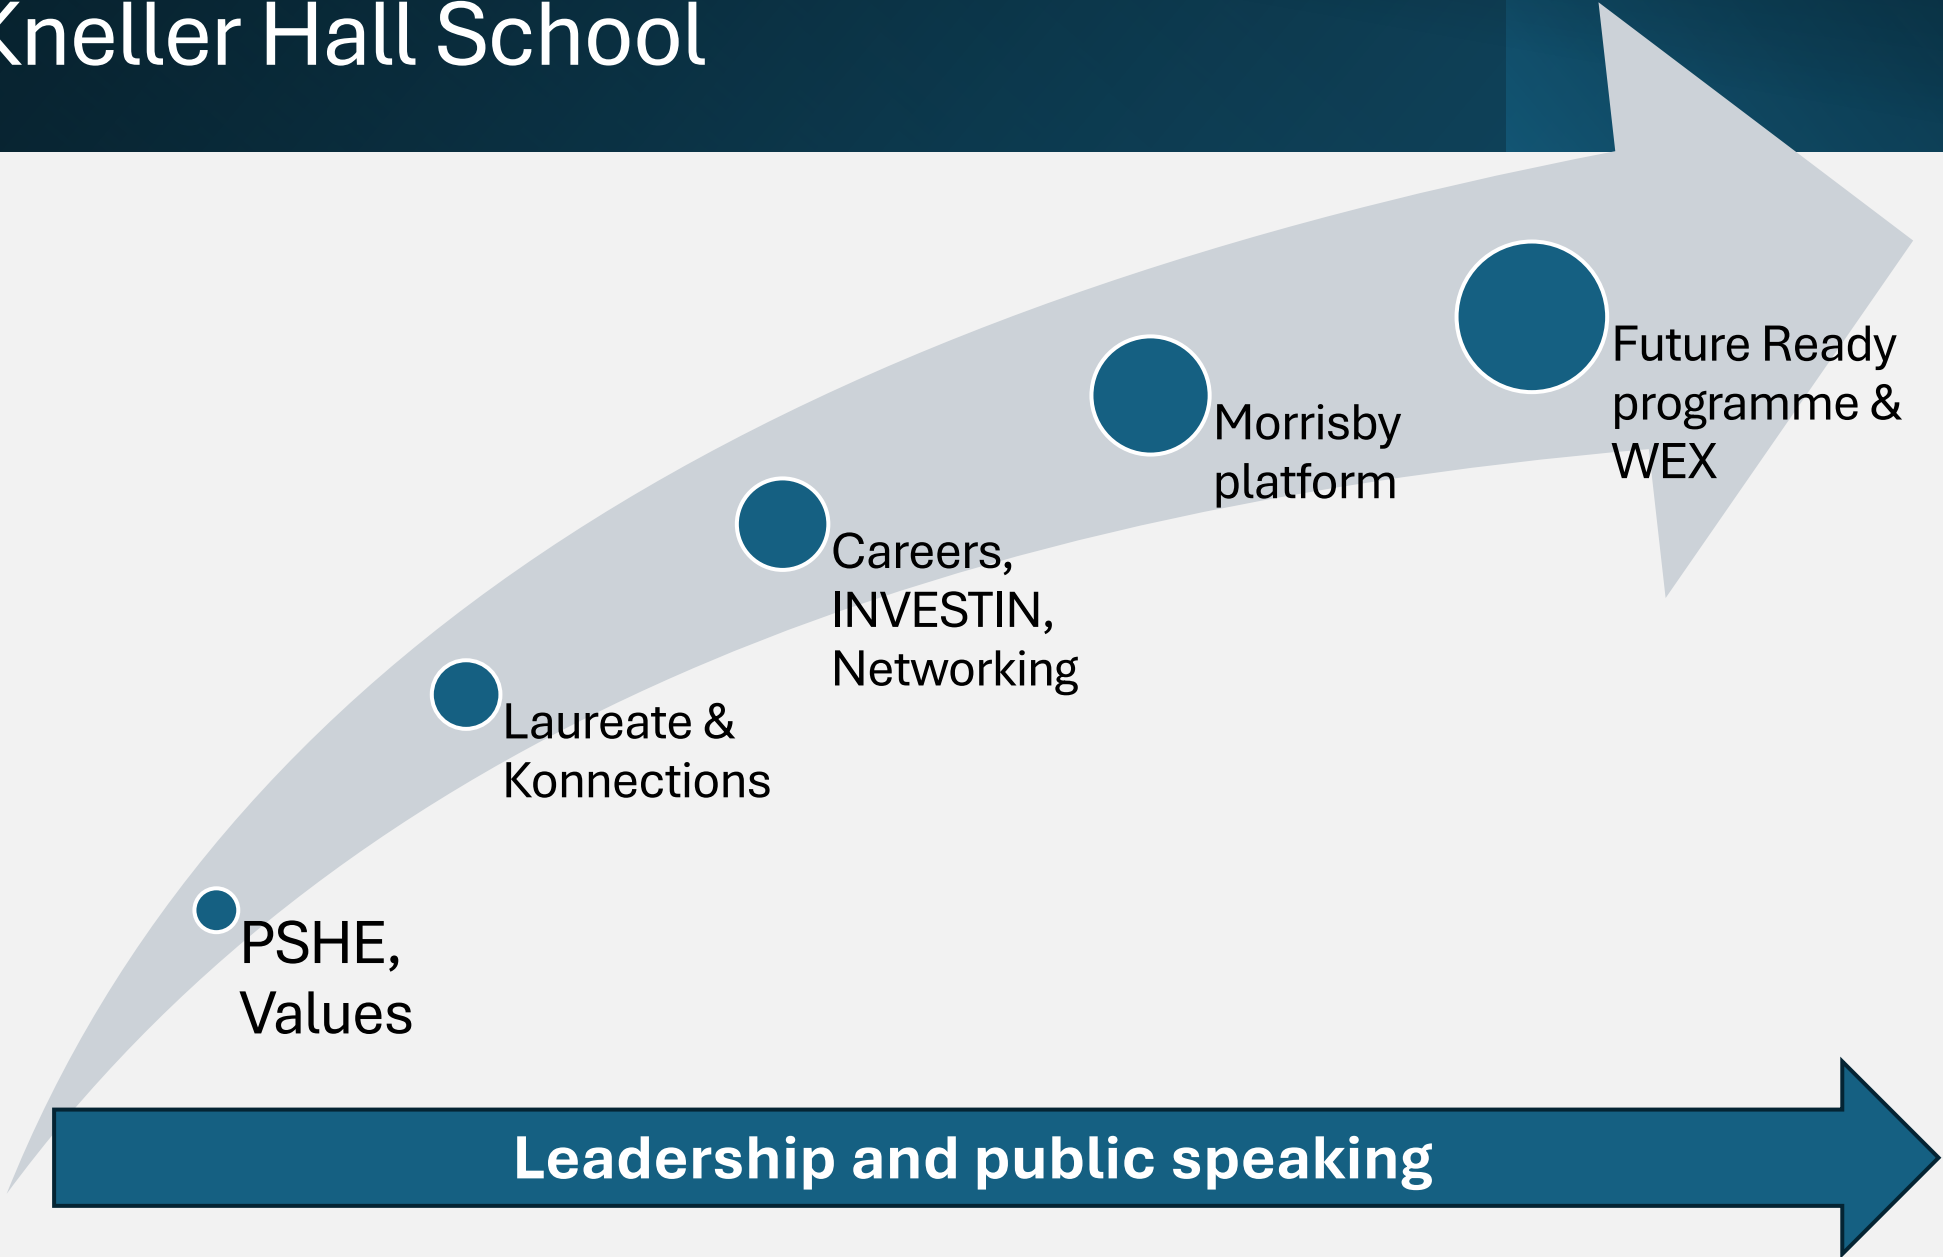 Kneller Hall School
Future Ready
programme &
WEX
Morrisby
platform
Careers,
INVESTIN,
Networking
Laureate &
Konnections
PSHE,
Values
Leadership and public speaking